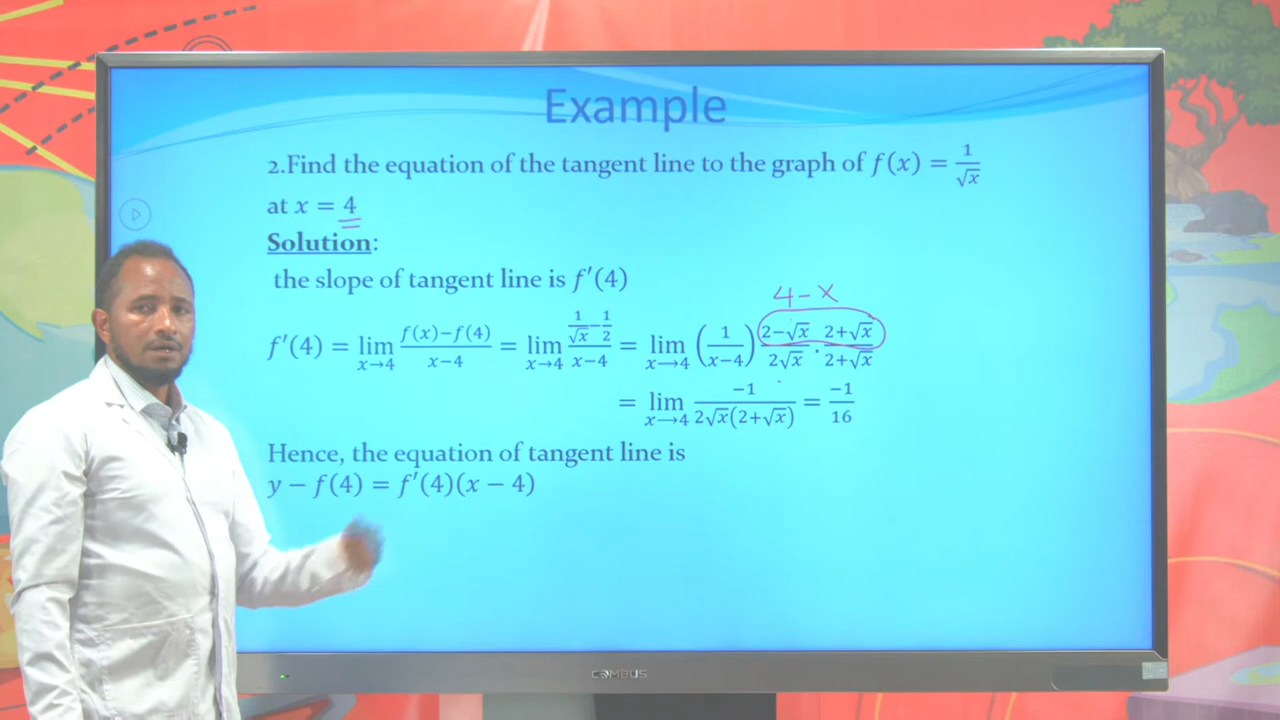 Example
2.Find the equation of the tangent line to the graph of f(x) = 1/√x
at x = 4
Solution:
the slope of tangent line is f′(4)
4 - x
f′(4) = lim x→4 (f(x)−f(4))/(x−4) = lim x→4 (1/√x − 1/2)/(x−4) = lim x→4 (1/(x−4)) (2−√x)/(2√x) · (2+√x)/(2+√x)
= lim x→4 −1/(2√x(2+√x)) = −1/16
Hence, the equation of tangent line is
y − f(4) = f′(4)(x − 4)